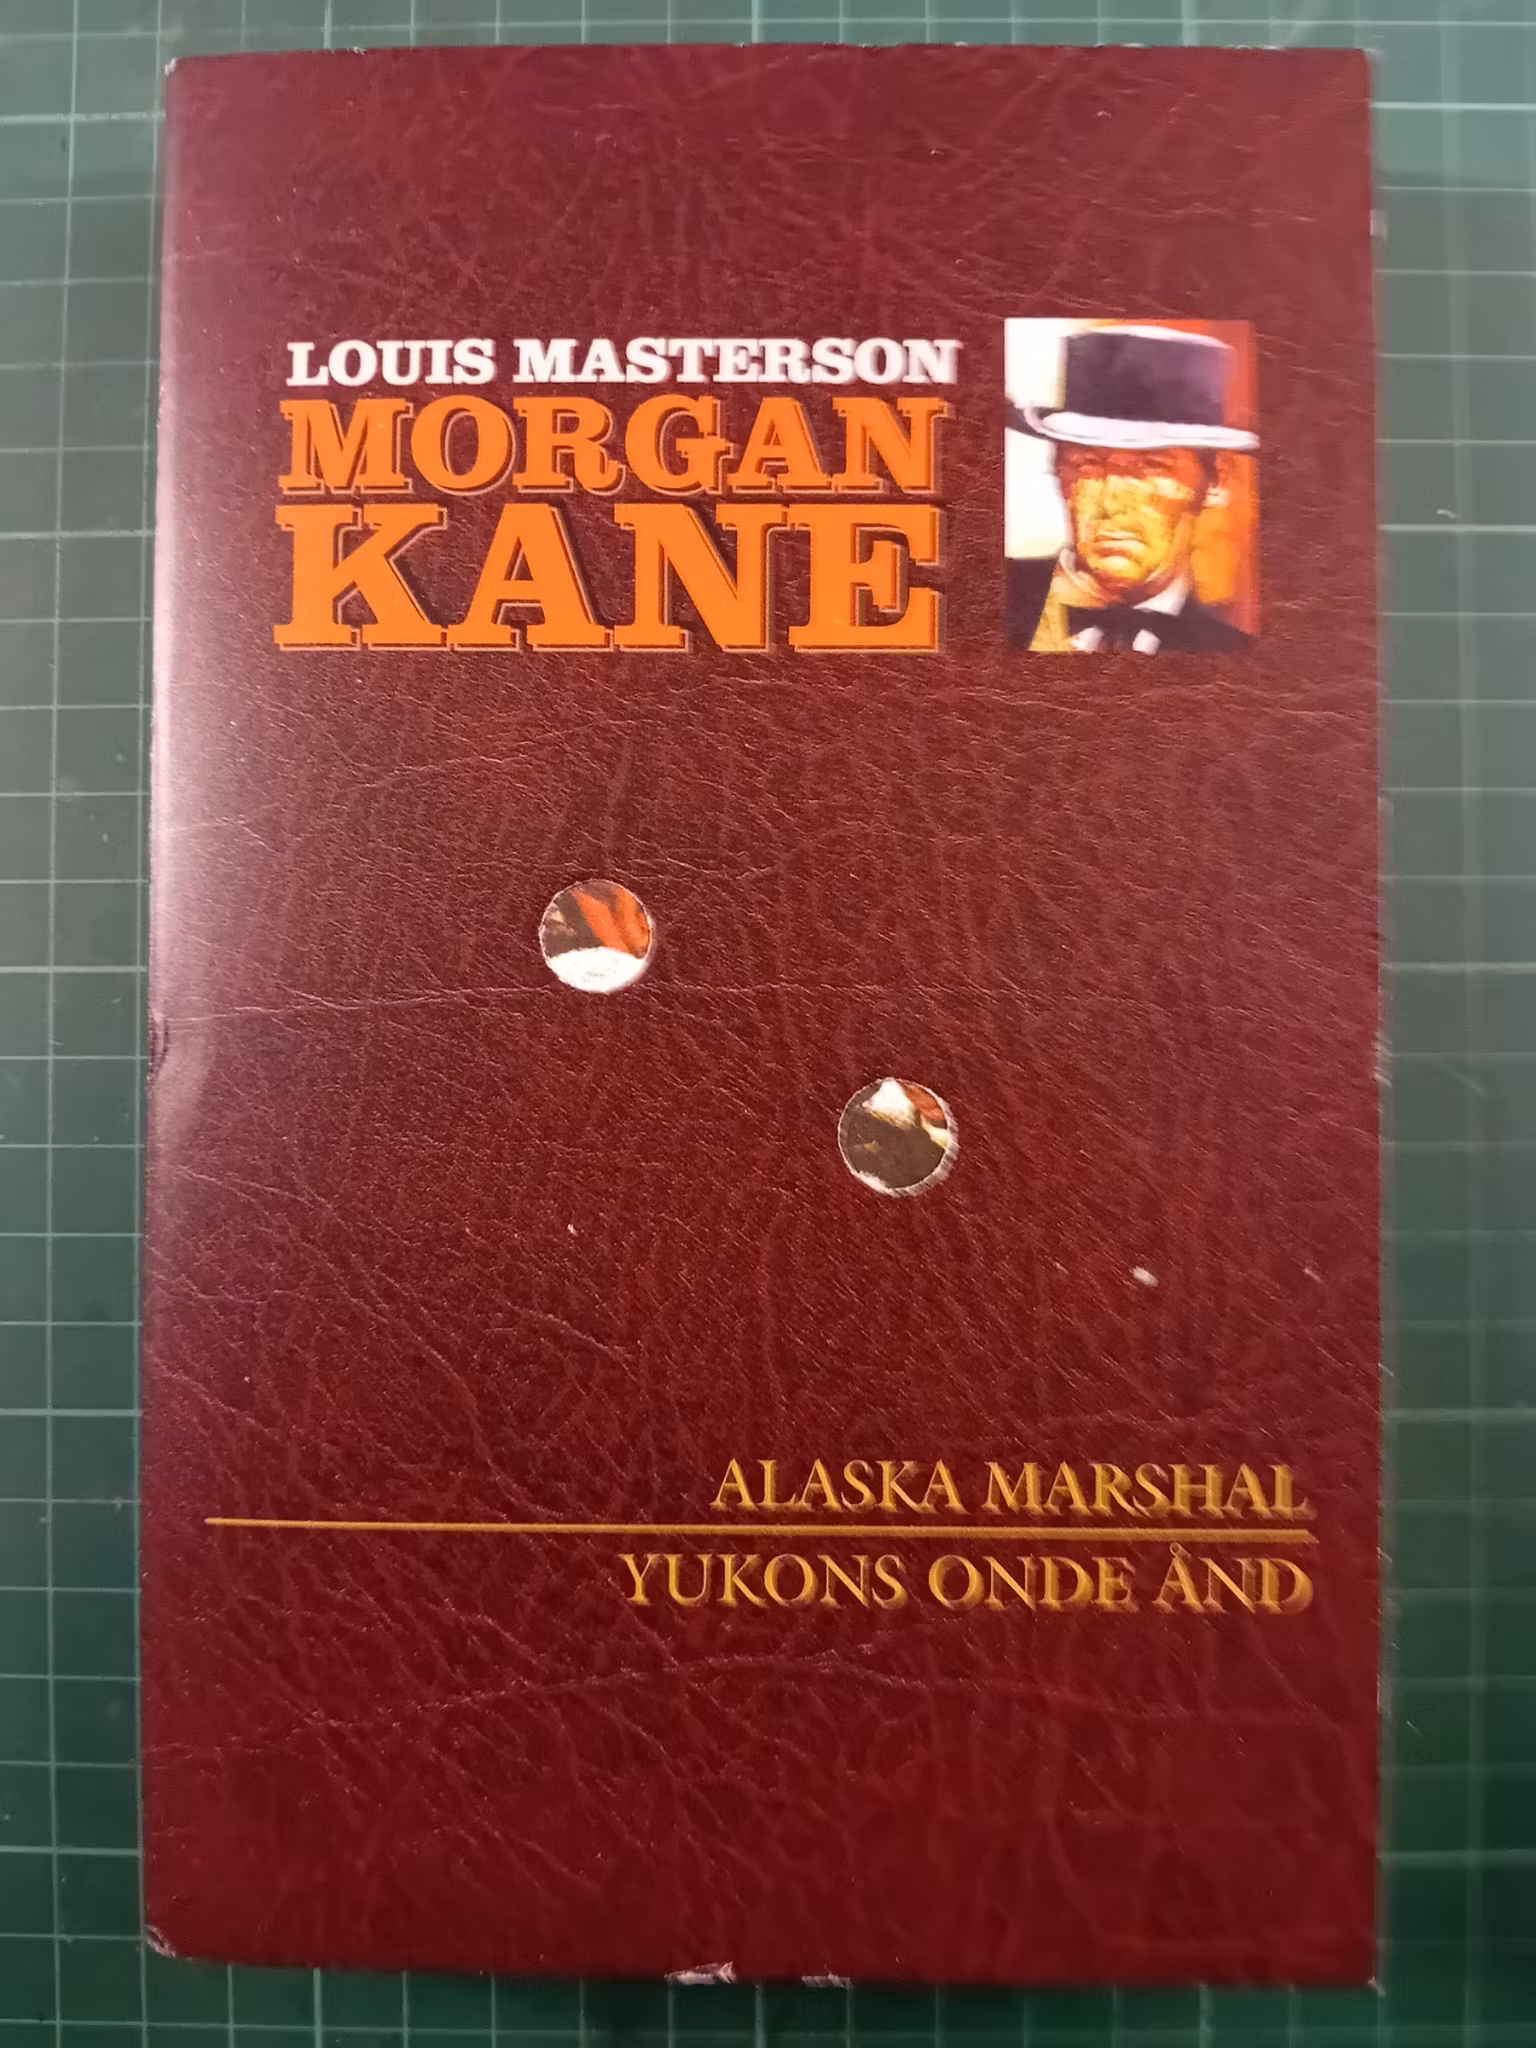 LOUIS MASTERSON
MORGAN
KANE
ALASKA MARSHAL
YUKONS ONDE ÅND